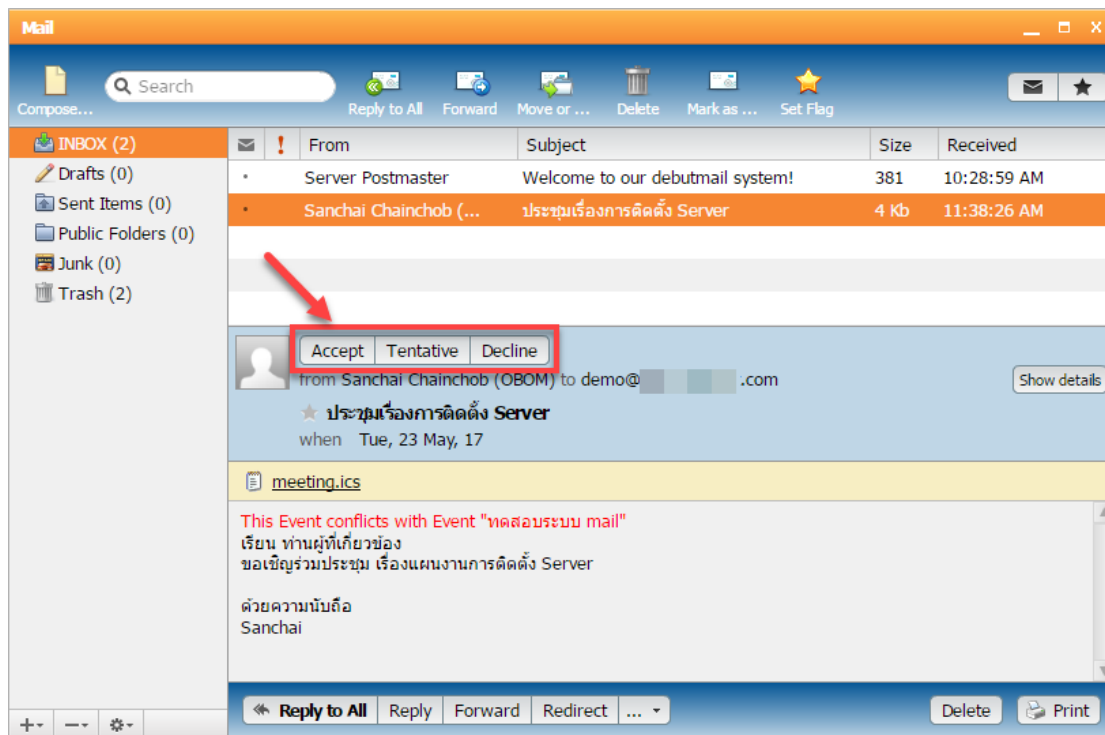 Mail
Compose...
Search
Reply to All
Forward
Move or ...
Delete
Mark as ...
Set Flag
INBOX (2)
Drafts (0)
Sent Items (0)
Public Folders (0)
Junk (0)
Trash (2)
! From Subject Size Received
Server Postmaster Welcome to our debutmail system! 381 10:28:59 AM
Sanchai Chainchob (... ประชุมเรื่องการติดตั้ง Server 4 Kb 11:38:26 AM
Accept Tentative Decline
from Sanchai Chainchob (OBOM) to demo@ .com
Show details
ประชุมเรื่องการติดตั้ง Server
when Tue, 23 May, 17
meeting.ics
This Event conflicts with Event "ทดสอบระบบ mail"
เรียน ท่านผู้ที่เกี่ยวข้อง
ขอเชิญร่วมประชุม เรื่องแผนงานการติดตั้ง Server
ด้วยความนับถือ
Sanchai
Reply to All Reply Forward Redirect ... Delete Print